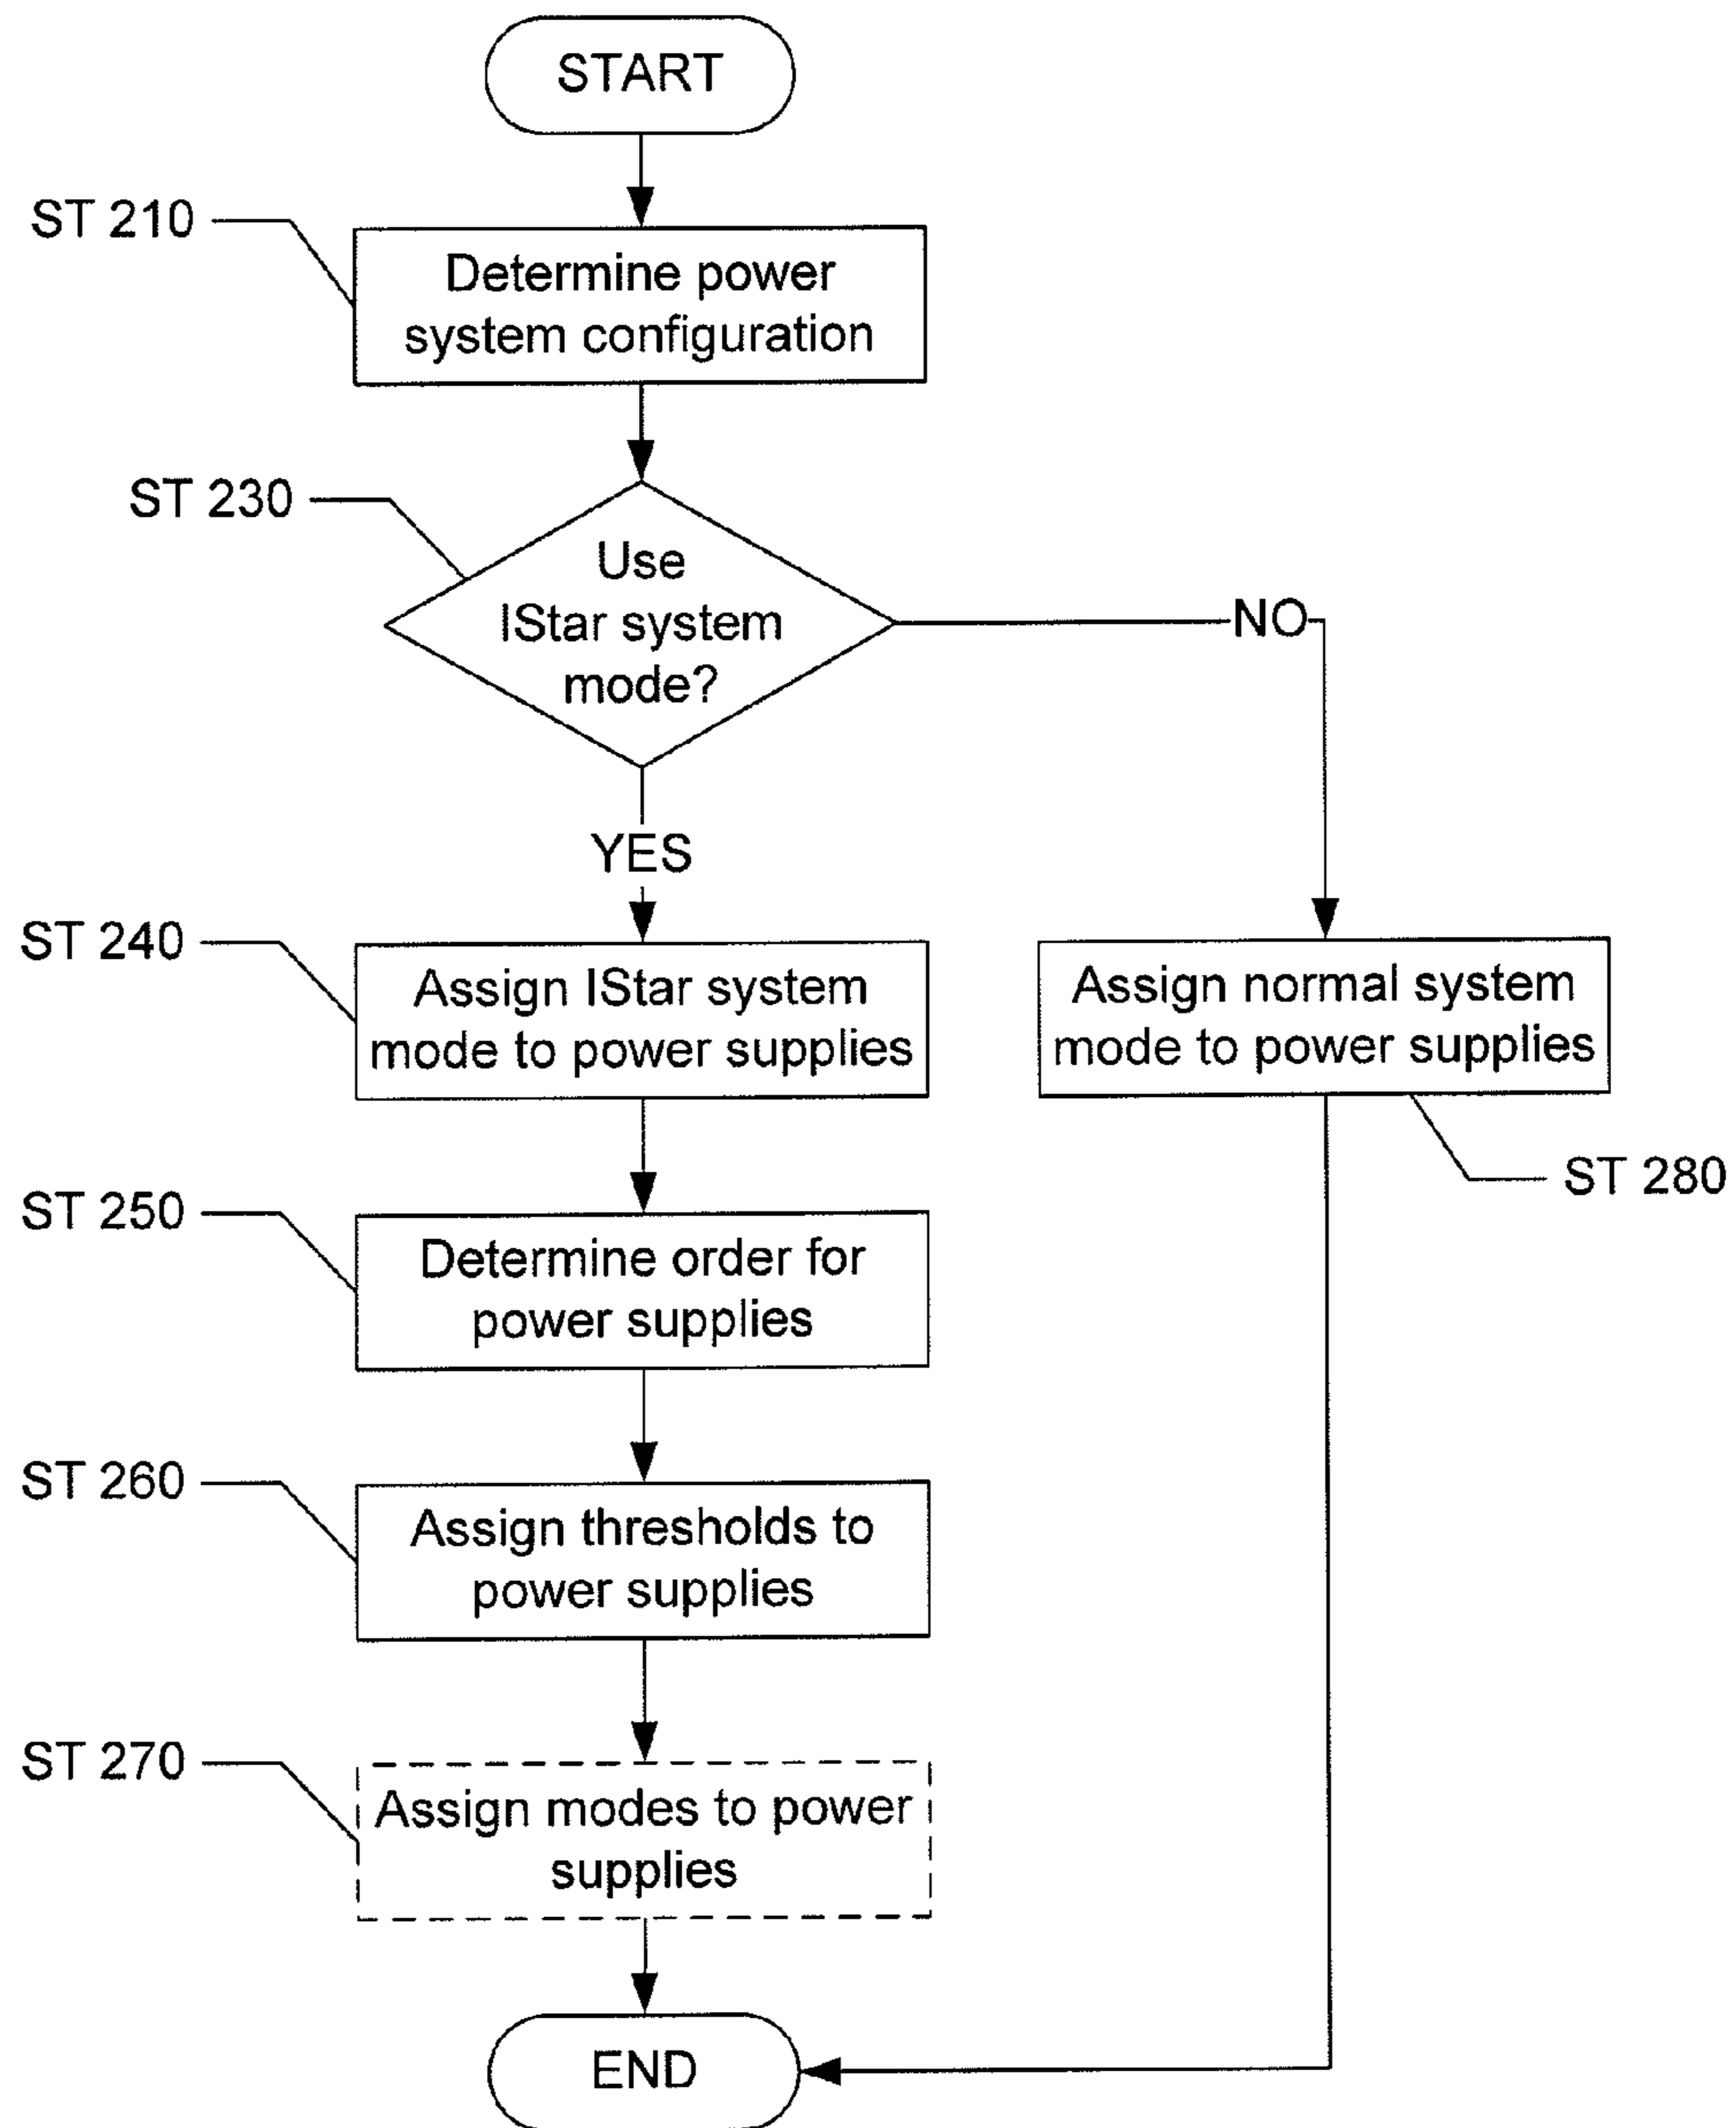 START
ST 210
Determine power
system configuration
ST 230
Use
IStar system
mode?
NO
YES
ST 240
Assign IStar system
mode to power supplies
Assign normal system
mode to power supplies
ST 280
ST 250
Determine order for
power supplies
ST 260
Assign thresholds to
power supplies
ST 270
Assign modes to power
supplies
END